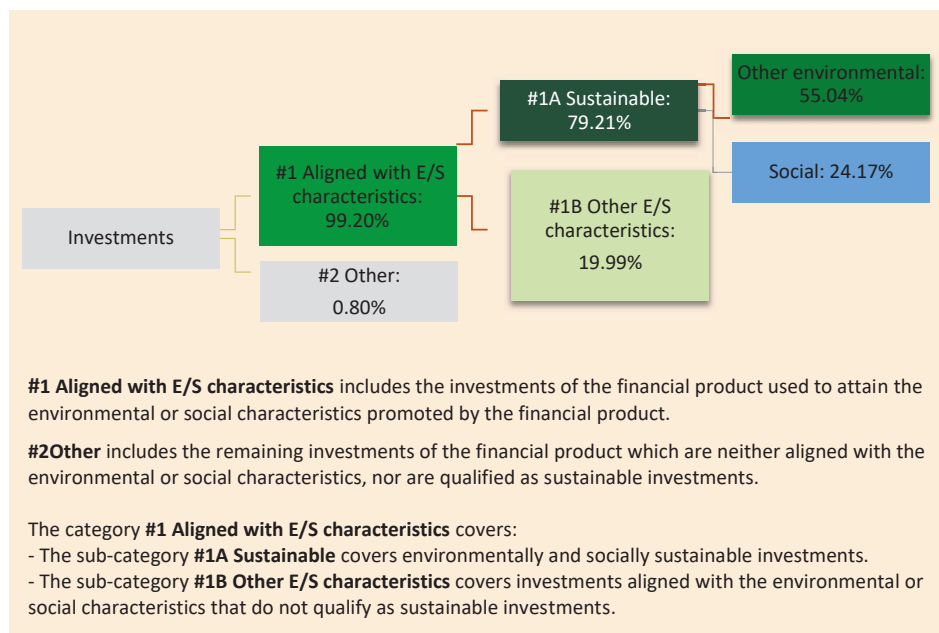 Investments
#1 Aligned with E/S
characteristics:
99.20%
#2 Other:
0.80%
#1A Sustainable:
79.21%
#1B Other E/S
characteristics:
19.99%
Other environmental:
55.04%
Social: 24.17%
#1 Aligned with E/S characteristics includes the investments of the financial product used to attain the
environmental or social characteristics promoted by the financial product.
#2Other includes the remaining investments of the financial product which are neither aligned with the
environmental or social characteristics, nor are qualified as sustainable investments.
The category #1 Aligned with E/S characteristics covers:
- The sub-category #1A Sustainable covers environmentally and socially sustainable investments.
- The sub-category #1B Other E/S characteristics covers investments aligned with the environmental or
social characteristics that do not qualify as sustainable investments.